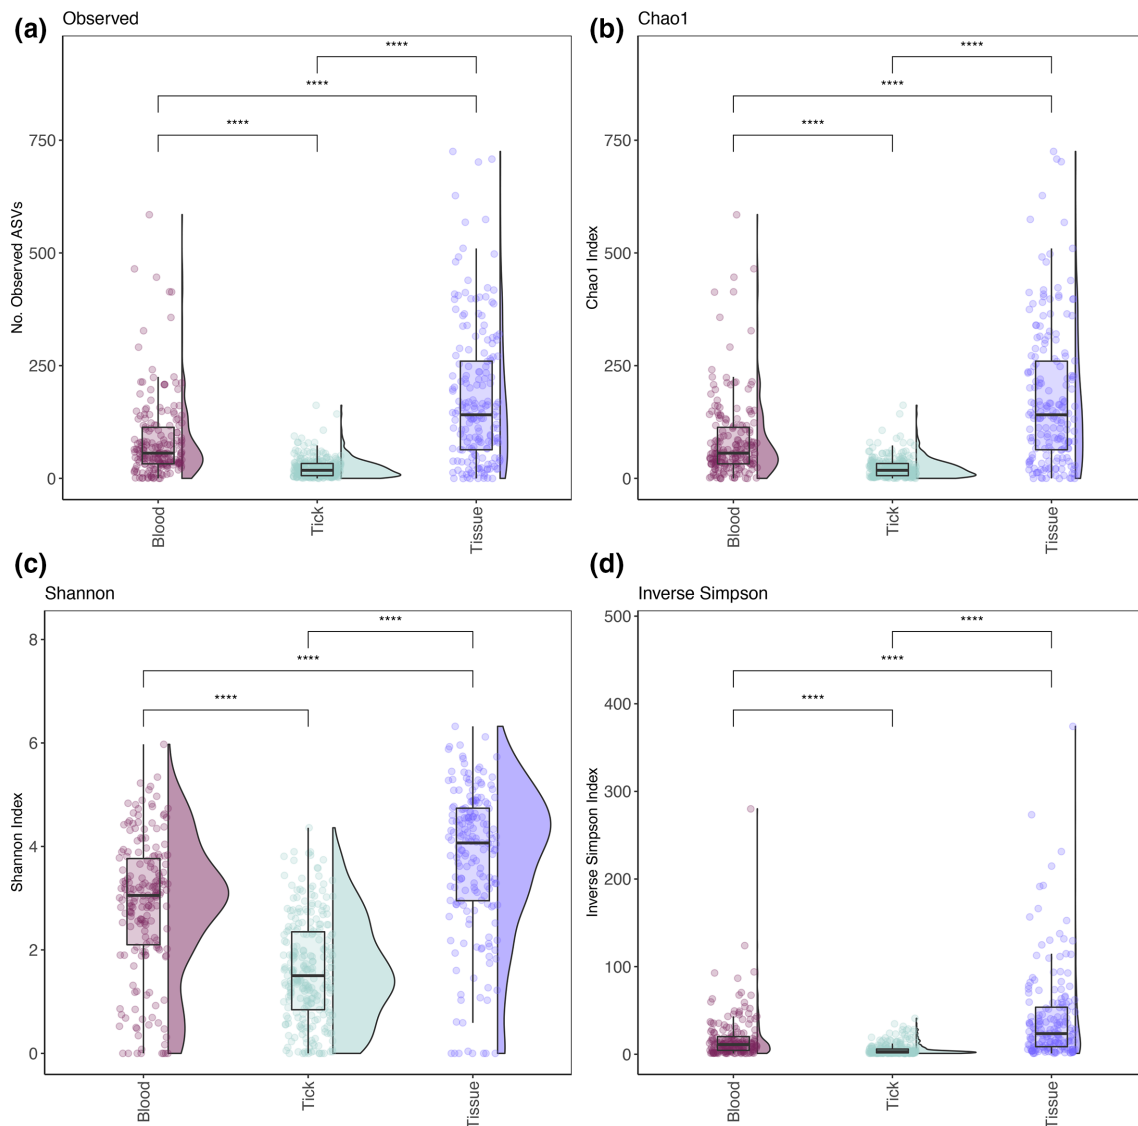 (a) Observed
****
****
****
750
500
250
0
No. Observed ASVs
Blood
Tick
Tissue
(b) Chao1
****
****
****
750
500
250
0
Chao1 Index
Blood
Tick
Tissue
(c)
Shannon
****
****
****
8
6
4
2
0
Shannon Index
Blood
Tick
Tissue
(d)
Inverse Simpson
****
****
****
500
400
300
200
100
0
Inverse Simpson Index
Blood
Tick
Tissue